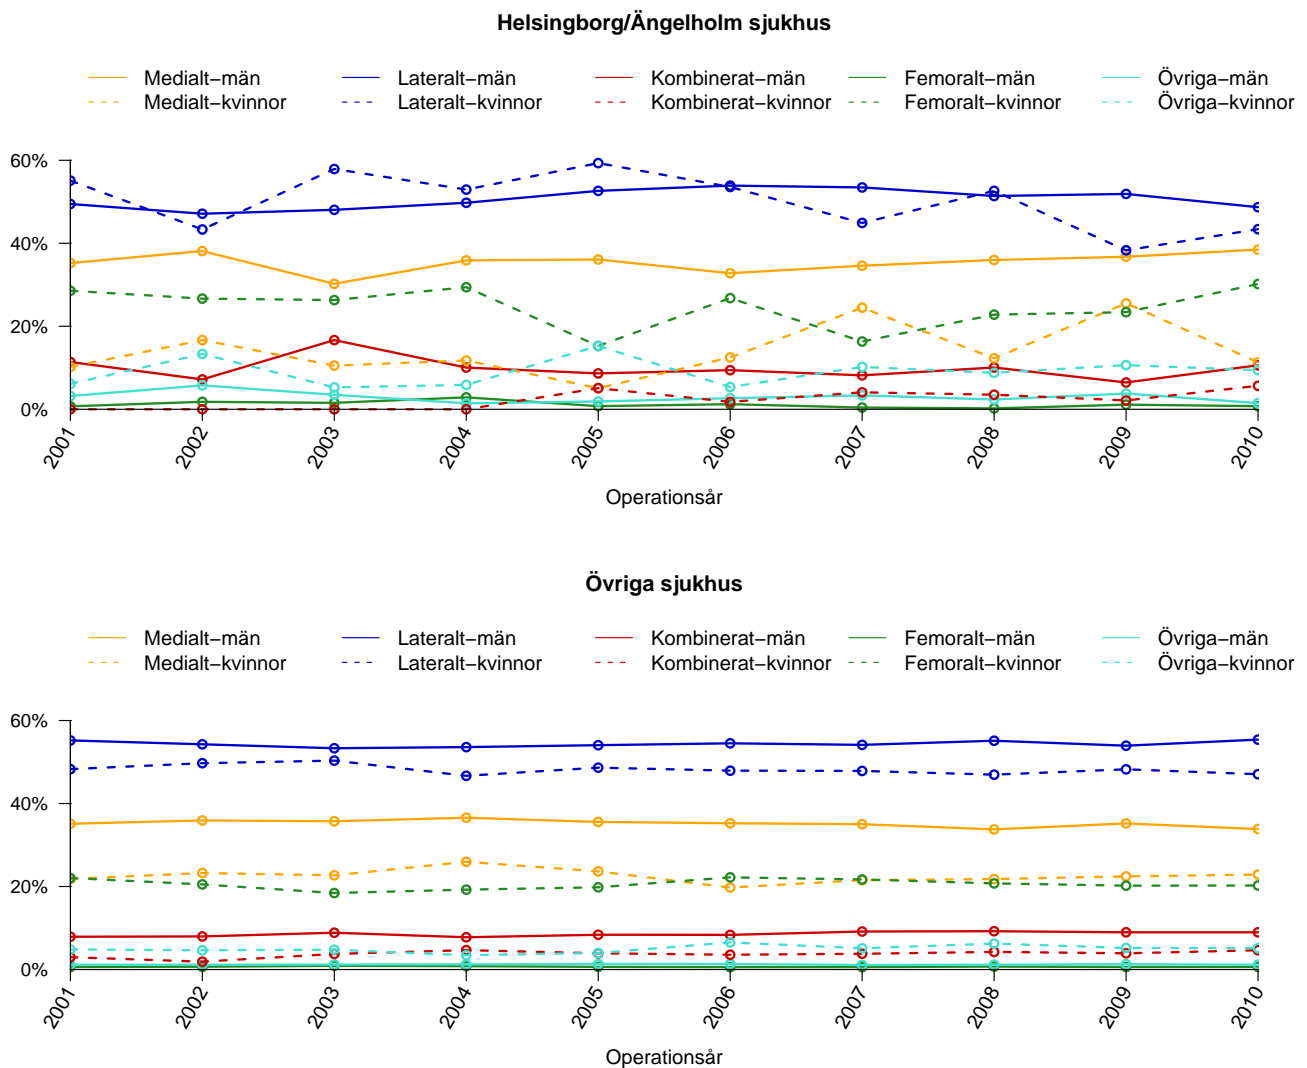 Helsingborg/Ängelholm sjukhus
Medialt−män Lateralt−män Kombinerat−män Femoralt−män Övriga−män
Medialt−kvinnor Lateralt−kvinnor Kombinerat−kvinnor Femoralt−kvinnor Övriga−kvinnor
60%
40%
20%
0%
2001 2002 2003 2004 2005 2006 2007 2008 2009 2010
Operationsår
Övriga sjukhus
Medialt−män Lateralt−män Kombinerat−män Femoralt−män Övriga−män
Medialt−kvinnor Lateralt−kvinnor Kombinerat−kvinnor Femoralt−kvinnor Övriga−kvinnor
60%
40%
20%
0%
2001 2002 2003 2004 2005 2006 2007 2008 2009 2010
Operationsår